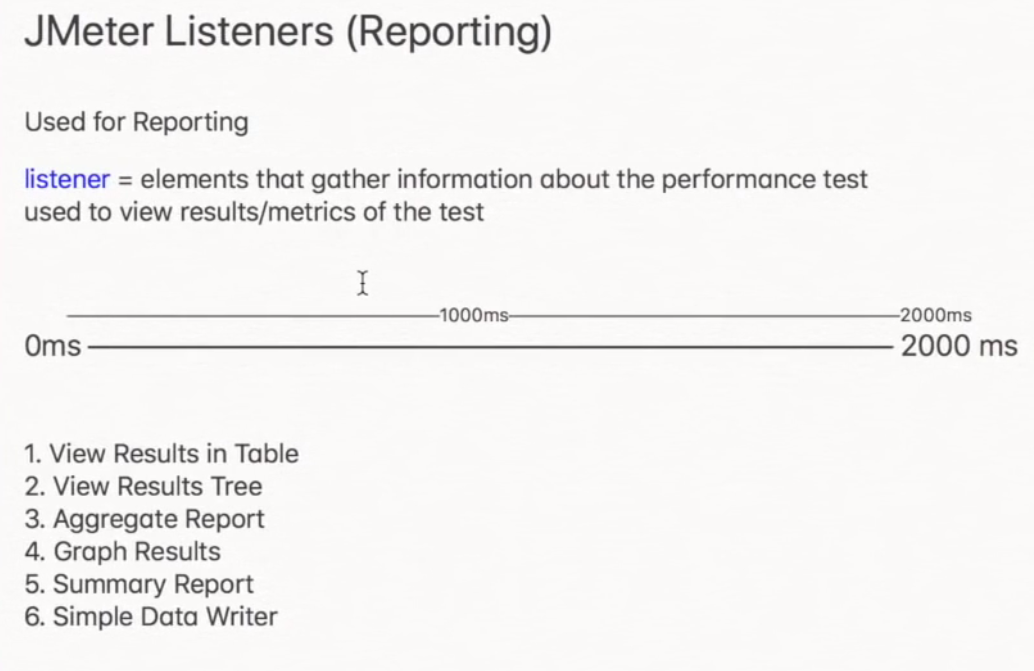 JMeter Listeners (Reporting)
Used for Reporting
listener = elements that gather information about the performance test
used to view results/metrics of the test
1000ms 2000ms
0ms 2000 ms
1. View Results in Table
2. View Results Tree
3. Aggregate Report
4. Graph Results
5. Summary Report
6. Simple Data Writer